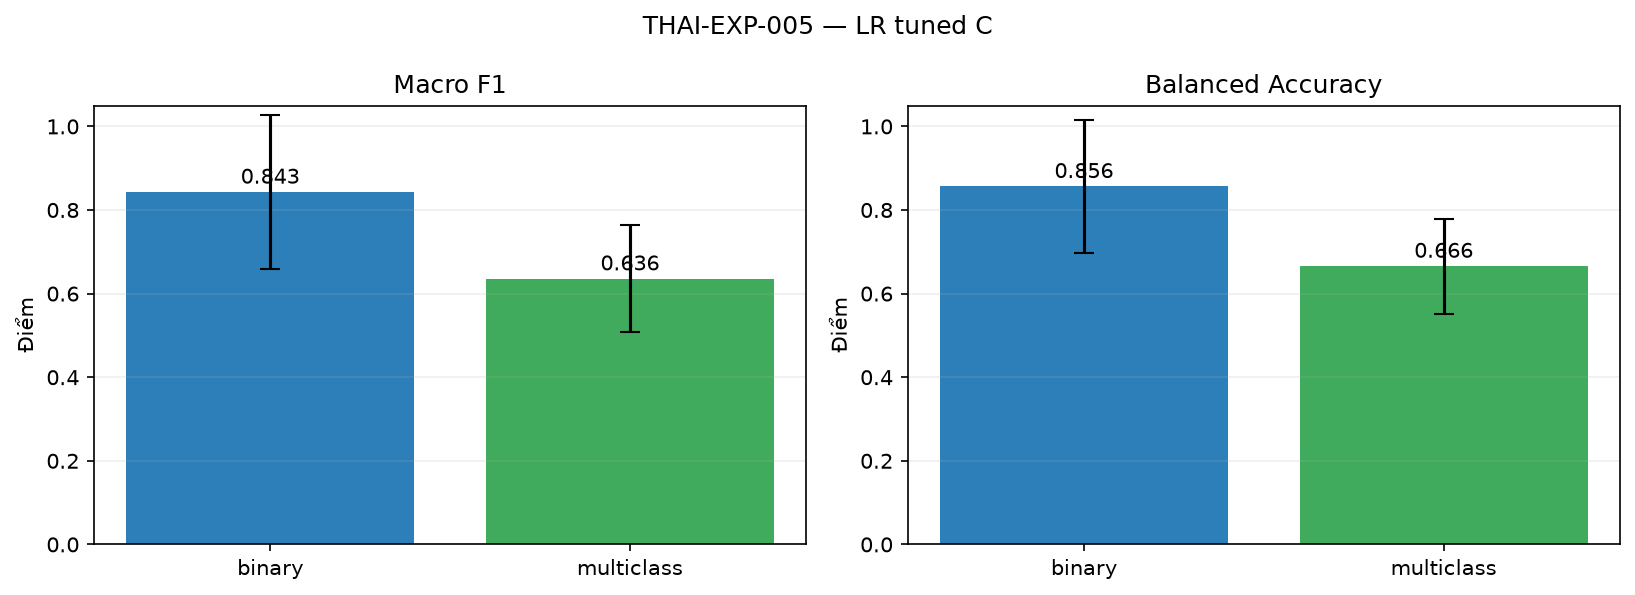 THAI-EXP-005 — LR tuned C
Macro F1
Điểm
1.0
0.8
0.6
0.4
0.2
0.0
0.843
0.636
binary
multiclass
Balanced Accuracy
Điểm
1.0
0.8
0.6
0.4
0.2
0.0
0.856
0.666
binary
multiclass